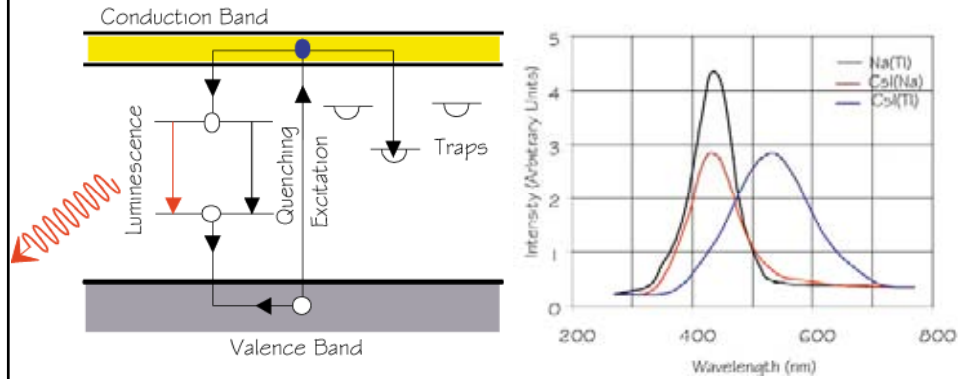 Conduction Band
Luminescence
Quenching
Excitation
Traps
Valence Band
Intensity (Arbitrary Units)
5
4
3
2
1
0
Na(Tl)
CsI(Na)
CsI(Tl)
200
400
600
800
Wavelength (nm)